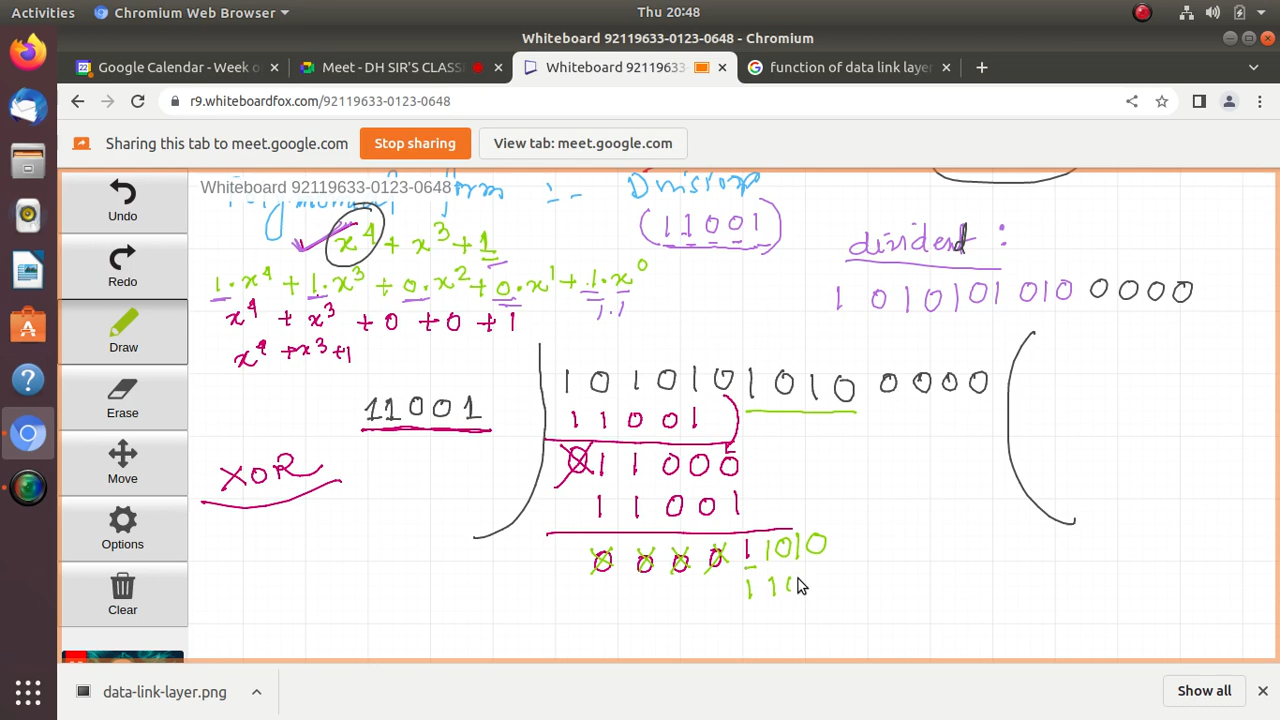 Activities Chromium Web Browser Thu 20:48
Whiteboard 92119633-0123-0648 - Chromium
Google Calendar - Week o Meet - DH SIR'S CLASS Whiteboard 92119633- function of data link laye
r9.whiteboardfox.com/92119633-0123-0648
Sharing this tab to meet.google.com Stop sharing View tab: meet.google.com
Whiteboard 92119633-0123-0648
form :- Divisior
x⁴ + x³ + 1
(11001)
divident :
1·x⁴ + 1·x³ + 0·x² + 0·x¹ + 1·x⁰
1.1
1 0 1 0 1 0 1 0 1 0 0 0 0 0
x⁴ + x³ + 0 + 0 + 1
x⁴ + x³ + 1
11001
1 0 1 0 1 0 1 0 1 0 0 0 0 0
1 1 0 0 1
0 1 1 0 0 0
XOR
1 1 0 0 1
0 0 0 0 1 1 0 1 0
1 1 0
Undo
Redo
Draw
Erase
Move
Options
Clear
data-link-layer.png Show all